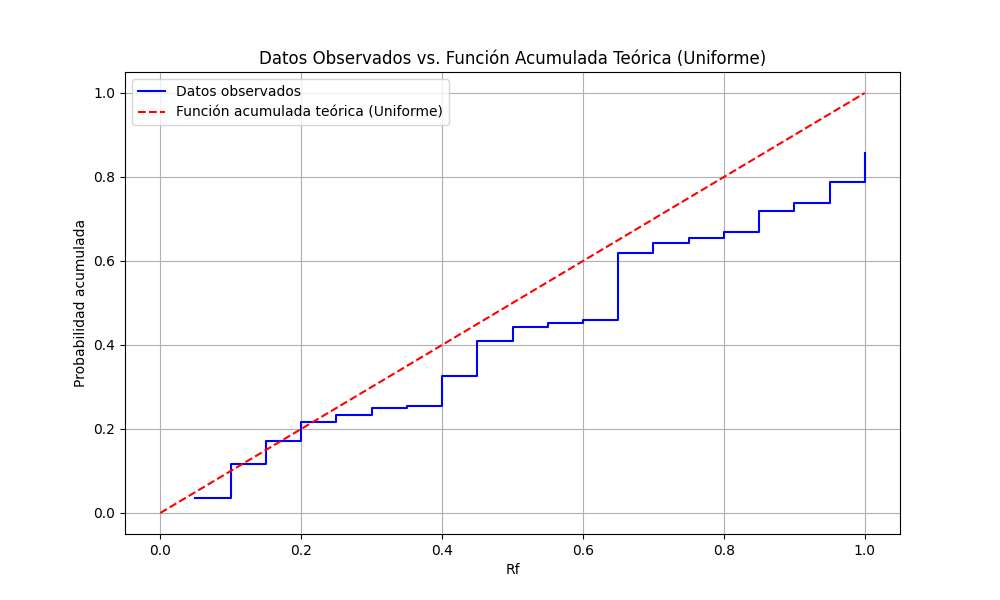 Datos Observados vs. Función Acumulada Teórica (Uniforme)
Datos observados
Función acumulada teórica (Uniforme)
Probabilidad acumulada
1.0
0.8
0.6
0.4
0.2
0.0
0.0 0.2 0.4 0.6 0.8 1.0
Rf